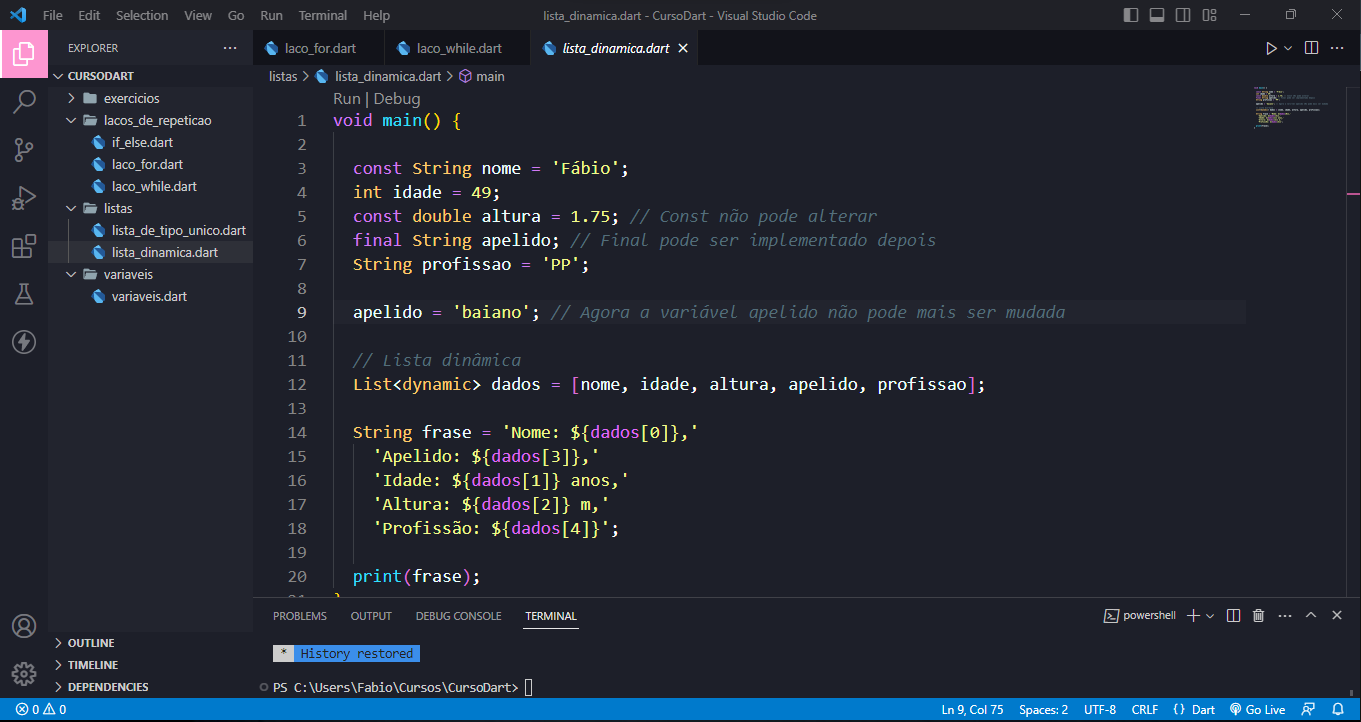 File Edit Selection View Go Run Terminal Help
lista_dinamica.dart - CursoDart - Visual Studio Code
EXPLORER
CURSODART
exercicios
lacos_de_repeticao
if_else.dart
laco_for.dart
laco_while.dart
listas
lista_de_tipo_unico.dart
lista_dinamica.dart
variaveis
variaveis.dart
OUTLINE
TIMELINE
DEPENDENCIES
laco_for.dart laco_while.dart lista_dinamica.dart
listas > lista_dinamica.dart > main
Run | Debug
1 void main() {
2
3 const String nome = 'Fábio';
4 int idade = 49;
5 const double altura = 1.75; // Const não pode alterar
6 final String apelido; // Final pode ser implementado depois
7 String profissao = 'PP';
8
9 apelido = 'baiano'; // Agora a variável apelido não pode mais ser mudada
10
11 // Lista dinâmica
12 List<dynamic> dados = [nome, idade, altura, apelido, profissao];
13
14 String frase = 'Nome: ${dados[0]},'
15 'Apelido: ${dados[3]},'
16 'Idade: ${dados[1]} anos,'
17 'Altura: ${dados[2]} m,'
18 'Profissão: ${dados[4]}';
19
20 print(frase);
21 }
PROBLEMS OUTPUT DEBUG CONSOLE TERMINAL
powershell
* History restored
PS C:\Users\Fabio\Cursos\CursoDart>
0 0
Ln 9, Col 75 Spaces: 2 UTF-8 CRLF {} Dart Go Live